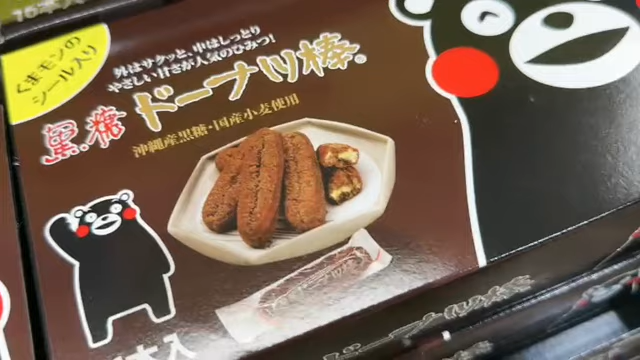 くまモンの
シール入り
外はサクッと、中はしっとり
やさしい甘さが人気のひみつ!
黒糖ドーナツ棒®
沖縄産黒糖・国産小麦使用
本入